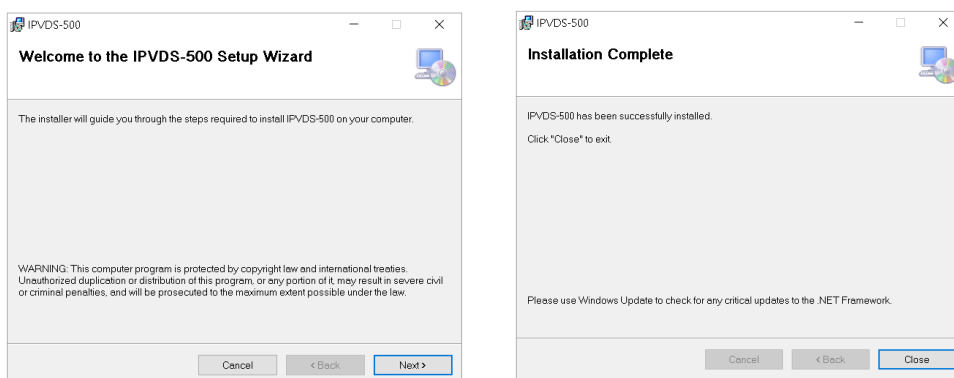 IPVDS-500
Welcome to the IPVDS-500 Setup Wizard
The installer will guide you through the steps required to install IPVDS-500 on your computer.
WARNING: This computer program is protected by copyright law and international treaties.
Unauthorized duplication or distribution of this program, or any portion of it, may result in severe civil
or criminal penalties, and will be prosecuted to the maximum extent possible under the law.
Cancel
< Back
Next >
IPVDS-500
Installation Complete
IPVDS-500 has been successfully installed.
Click "Close" to exit.
Please use Windows Update to check for any critical updates to the .NET Framework.
Cancel
< Back
Close